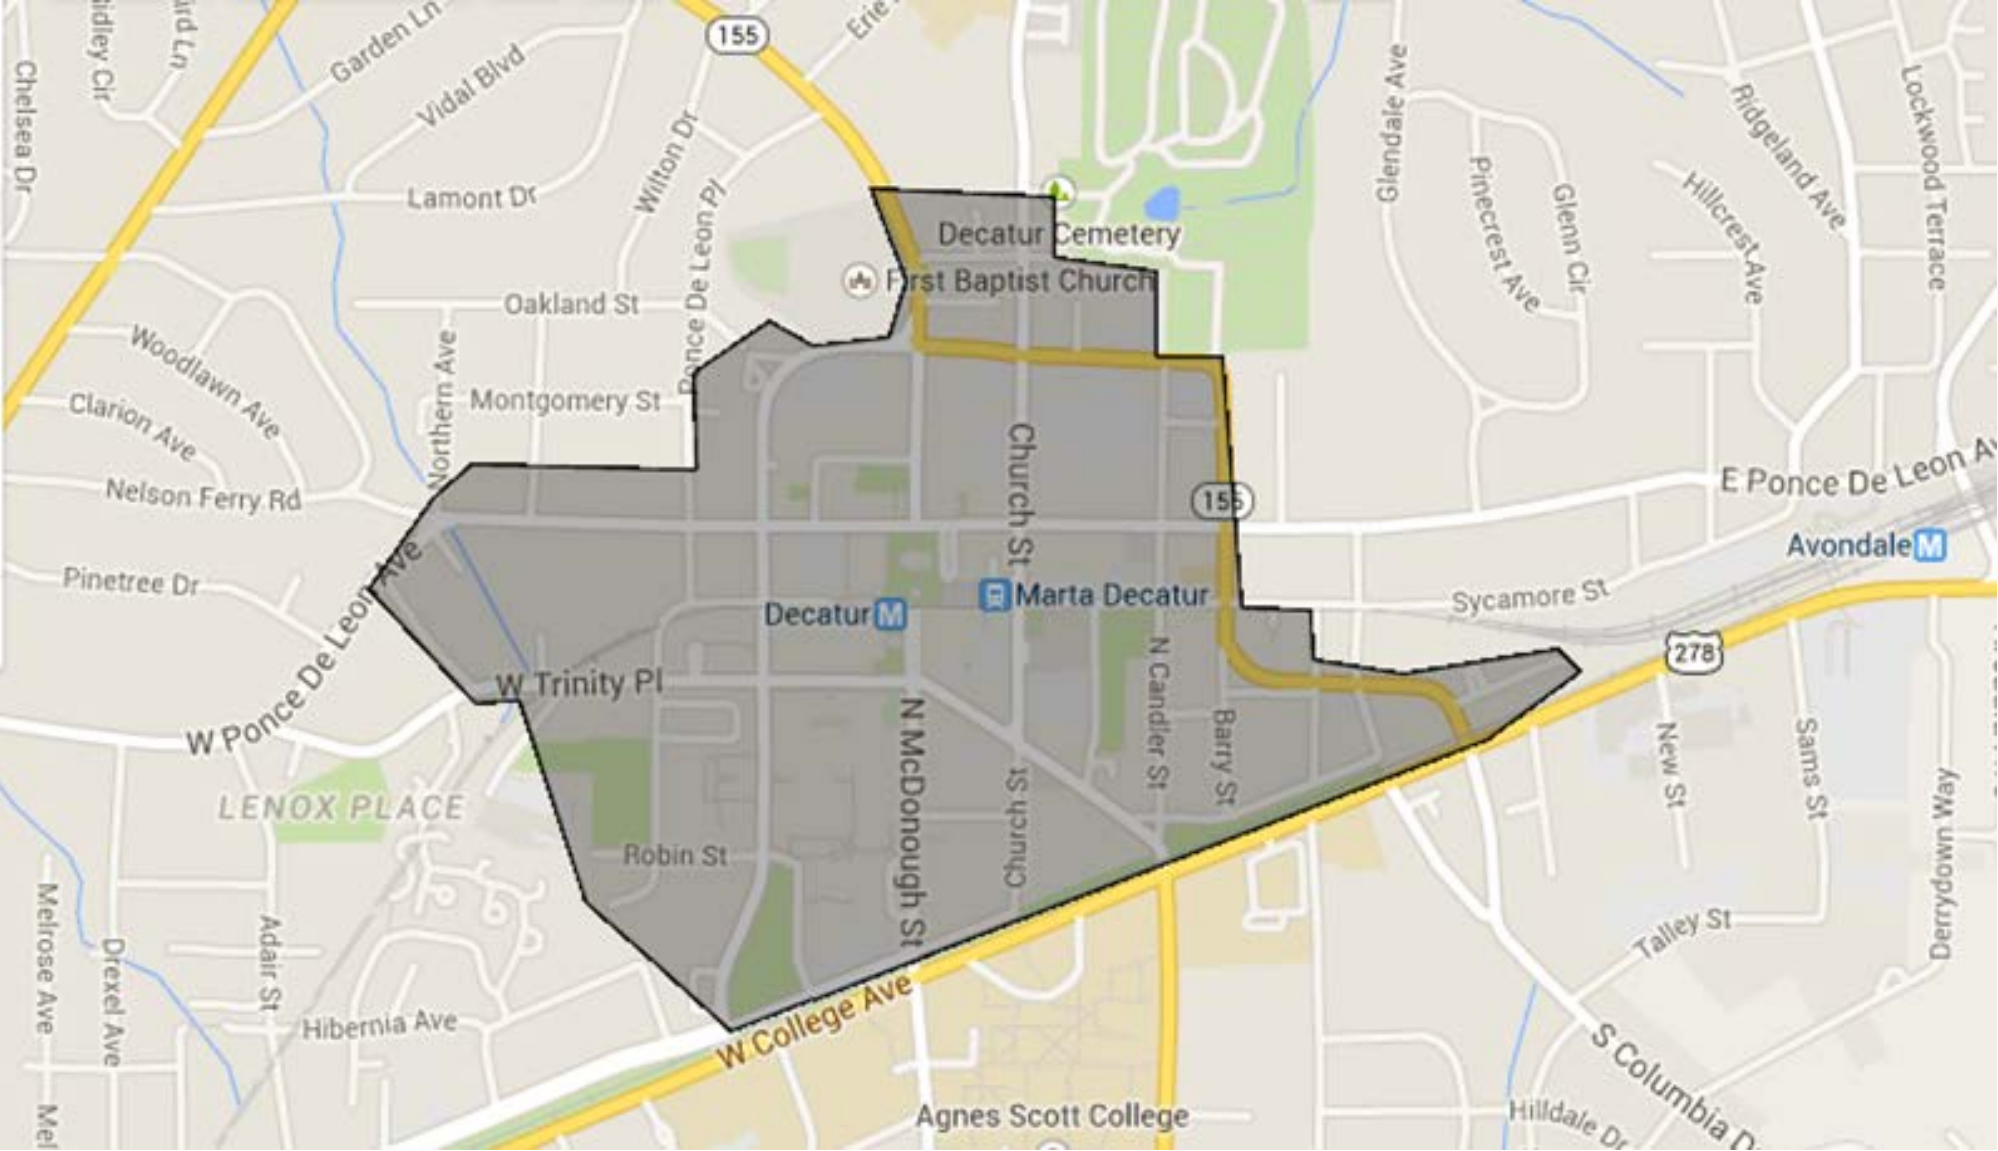 155
Erie
Garden Ln
Vidal Blvd
Chelsea Dr
Lamont Dr
Wilton Dr
Ponce De Leon Pl
Glendale Ave
Pinecrest Ave
Glenn Cir
Ridgeland Ave
Hillcrest Ave
Lockwood Terrace
Decatur Cemetery
First Baptist Church
Oakland St
Woodlawn Ave
Clarion Ave
Northern Ave
Montgomery St
Nelson Ferry Rd
Church St
155
E Ponce De Leon Av
Avondale M
Pinetree Dr
W Ponce De Leon Ave
Decatur M
Marta Decatur
Sycamore St
278
W Trinity Pl
N McDonough St
N Candler St
Barry St
New St
Sams St
Derrydown Way
LENOX PLACE
Robin St
Church St
Melrose Ave
Drexel Ave
Adair St
Hibernia Ave
W College Ave
Talley St
Agnes Scott College
S Columbia D
Hilldale Dr
Mel